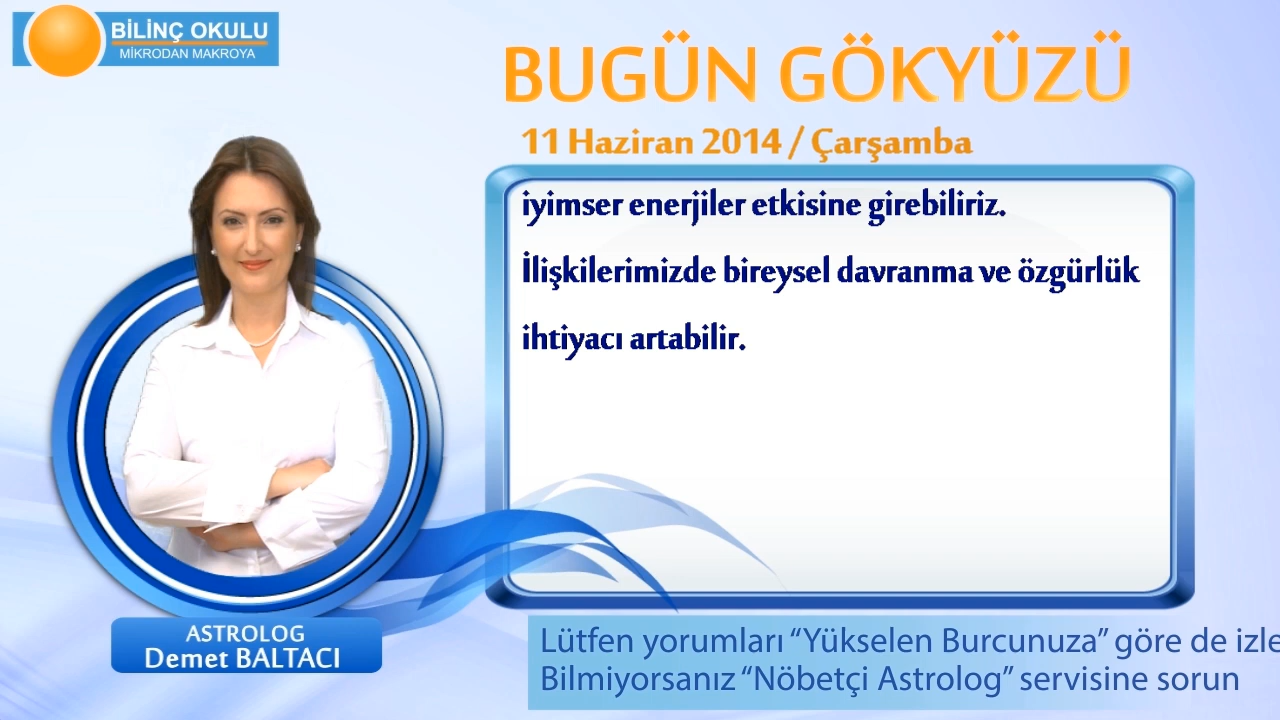 BİLİNÇ OKULU
MİKRODAN MAKROYA
BUGÜN GÖKYÜZÜ
11 Haziran 2014 / Çarşamba
iyimser enerjiler etkisine girebiliriz.
İlişkilerimizde bireysel davranma ve özgürlük
ihtiyacı artabilir.
ASTROLOG
Demet BALTACI
Lütfen yorumları “Yükselen Burcunuza” göre de izle
Bilmiyorsanız “Nöbetçi Astrolog” servisine sorun